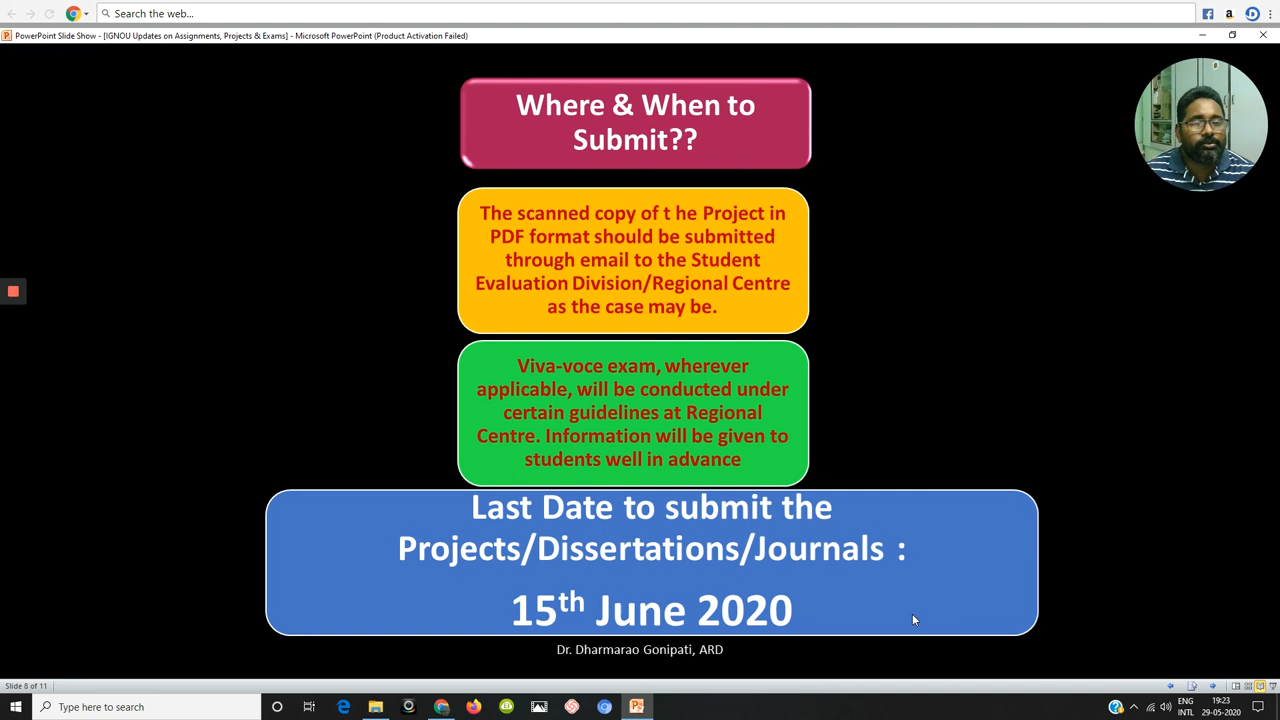 Search the web...
PowerPoint Slide Show - [IGNOU Updates on Assignments, Projects & Exams] - Microsoft PowerPoint (Product Activation Failed)
Where & When to
Submit??
The scanned copy of t he Project in
PDF format should be submitted
through email to the Student
Evaluation Division/Regional Centre
as the case may be.
Viva-voce exam, wherever
applicable, will be conducted under
certain guidelines at Regional
Centre. Information will be given to
students well in advance
Last Date to submit the
Projects/Dissertations/Journals :
15th June 2020
Dr. Dharmarao Gonipati, ARD
Slide 8 of 11
Type here to search
ENG
INTL
19:23
29-05-2020